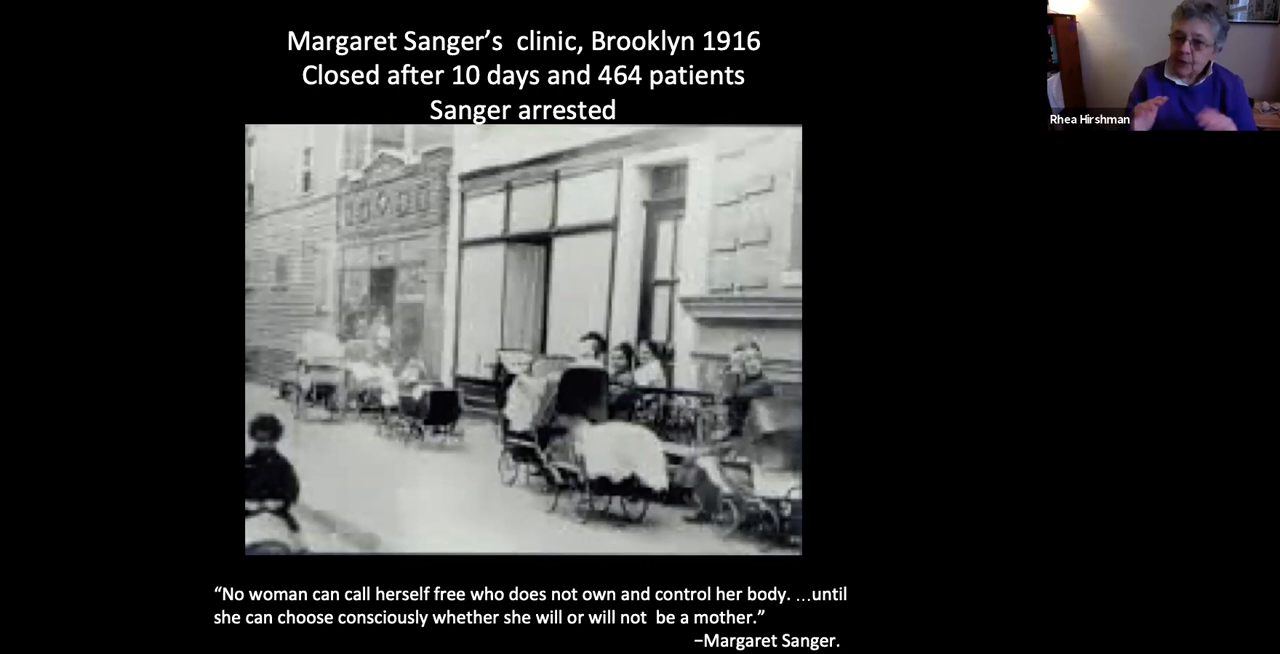 Margaret Sanger’s  clinic, Brooklyn 1916
Closed after 10 days and 464 patients
Sanger arrested
Rhea Hirshman
“No woman can call herself free who does not own and control her body. …until
she can choose consciously whether she will or will not  be a mother.”
–Margaret Sanger.